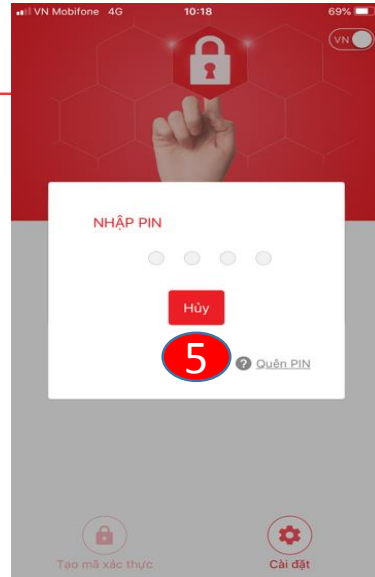 VN Mobifone 4G 10:18 69%
VN
NHẬP PIN
Hủy
5
? Quên PIN
Tạo mã xác thực
Cài đặt